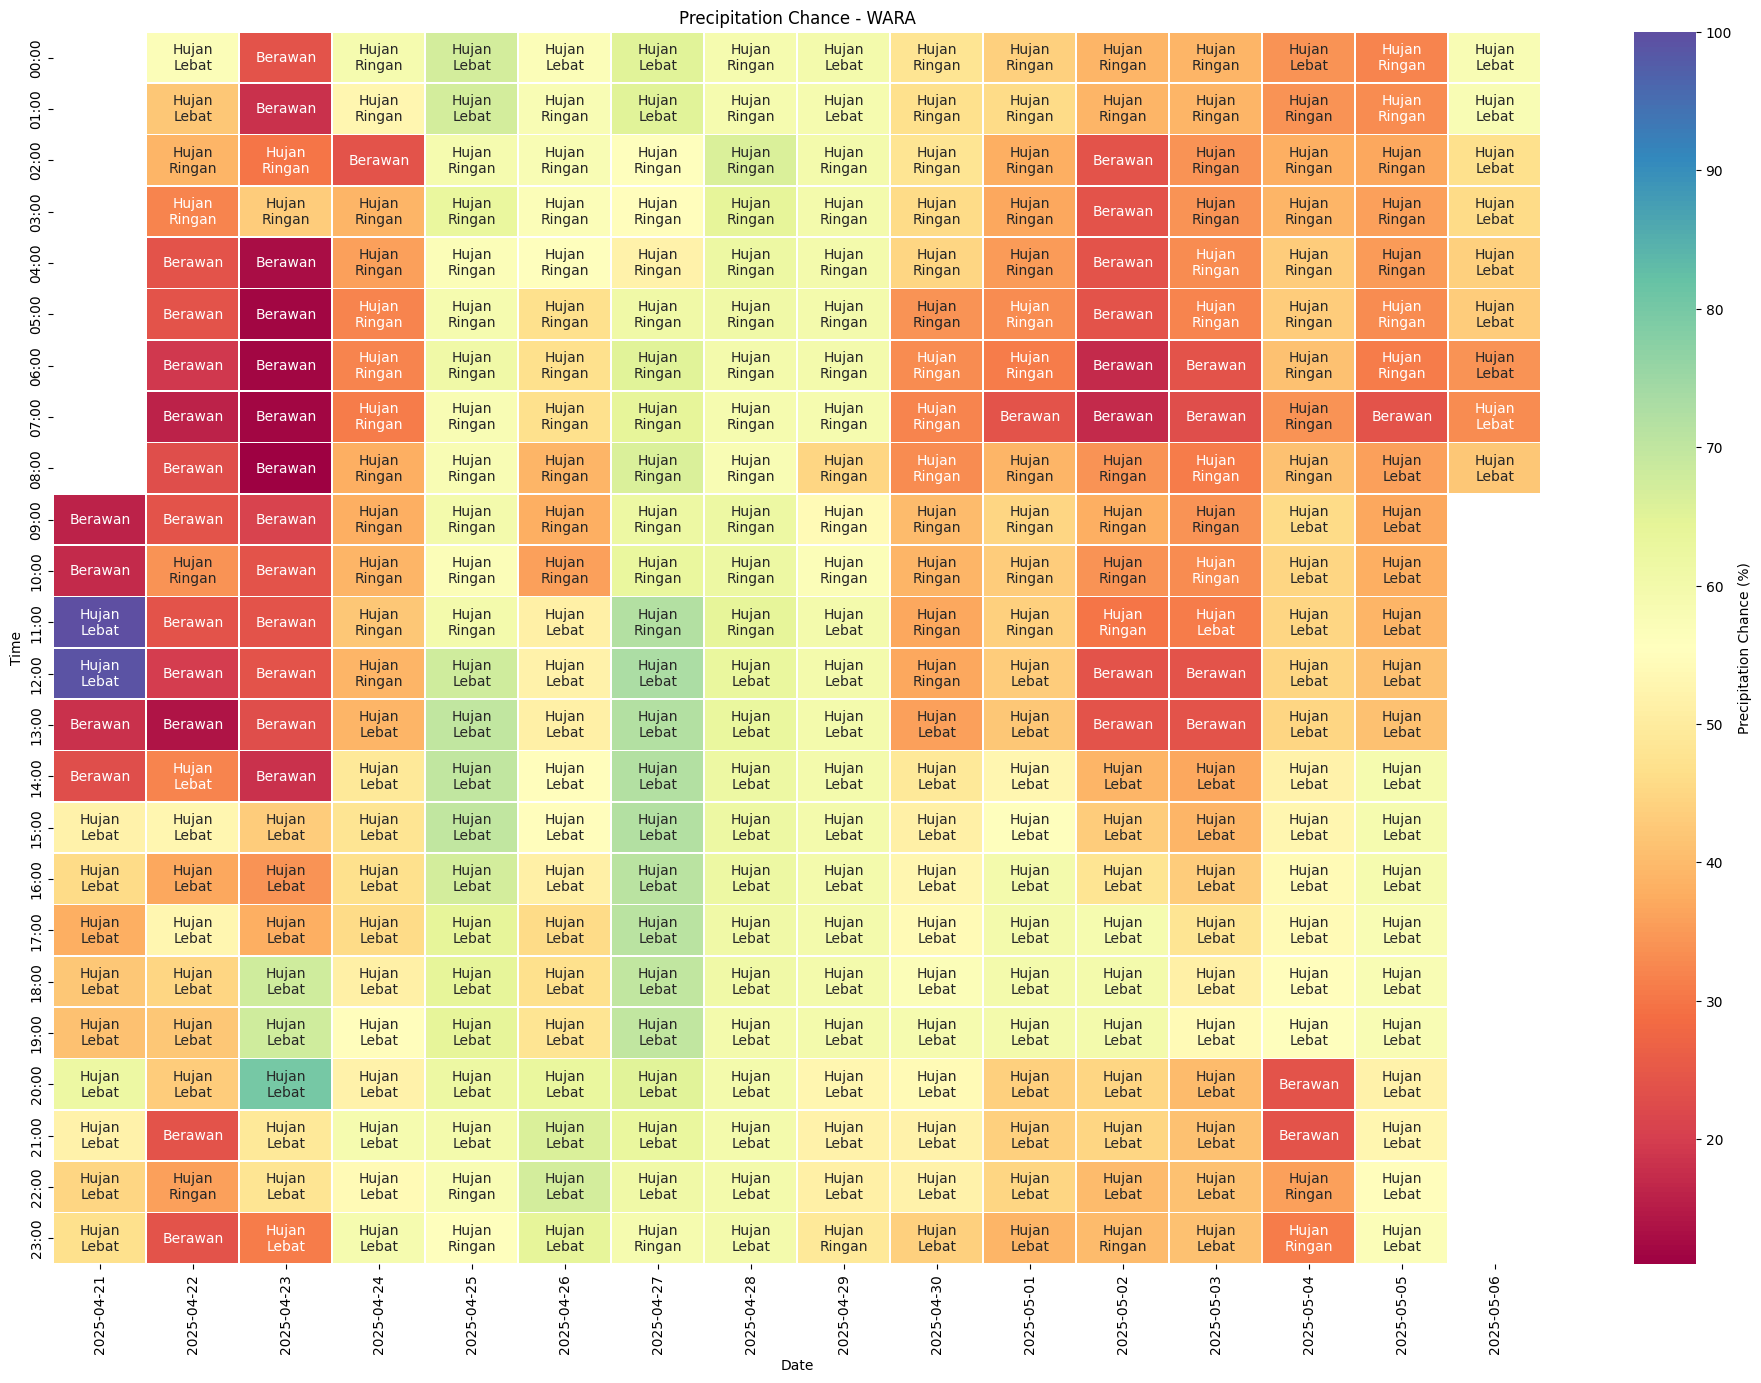 Precipitation Chance - WARA
00:00 Hujan Lebat Berawan Hujan Ringan Hujan Lebat Hujan Lebat Hujan Lebat Hujan Ringan Hujan Lebat Hujan Ringan Hujan Ringan Hujan Ringan Hujan Ringan Hujan Lebat Hujan Ringan Hujan Lebat
01:00 Hujan Lebat Berawan Hujan Ringan Hujan Lebat Hujan Ringan Hujan Lebat Hujan Ringan Hujan Lebat Hujan Ringan Hujan Ringan Hujan Ringan Hujan Ringan Hujan Ringan Hujan Ringan Hujan Lebat
02:00 Hujan Ringan Hujan Ringan Berawan Hujan Ringan Hujan Ringan Hujan Ringan Hujan Ringan Hujan Ringan Hujan Ringan Hujan Ringan Berawan Hujan Ringan Hujan Ringan Hujan Ringan Hujan Lebat
03:00 Hujan Ringan Hujan Ringan Hujan Ringan Hujan Ringan Hujan Ringan Hujan Ringan Hujan Ringan Hujan Ringan Hujan Ringan Hujan Ringan Berawan Hujan Ringan Hujan Ringan Hujan Ringan Hujan Lebat
04:00 Berawan Berawan Hujan Ringan Hujan Ringan Hujan Ringan Hujan Ringan Hujan Ringan Hujan Ringan Hujan Ringan Hujan Ringan Berawan Hujan Ringan Hujan Ringan Hujan Ringan Hujan Lebat
05:00 Berawan Berawan Hujan Ringan Hujan Ringan Hujan Ringan Hujan Ringan Hujan Ringan Hujan Ringan Hujan Ringan Hujan Ringan Berawan Hujan Ringan Hujan Ringan Hujan Ringan Hujan Lebat
06:00 Berawan Berawan Hujan Ringan Hujan Ringan Hujan Ringan Hujan Ringan Hujan Ringan Hujan Ringan Hujan Ringan Hujan Ringan Berawan Berawan Hujan Ringan Hujan Ringan Hujan Lebat
07:00 Berawan Berawan Hujan Ringan Hujan Ringan Hujan Ringan Hujan Ringan Hujan Ringan Hujan Ringan Hujan Ringan Berawan Berawan Berawan Hujan Ringan Berawan Hujan Lebat
08:00 Berawan Berawan Hujan Ringan Hujan Ringan Hujan Ringan Hujan Ringan Hujan Ringan Hujan Ringan Hujan Ringan Hujan Ringan Hujan Ringan Hujan Ringan Hujan Ringan Hujan Lebat Hujan Lebat
09:00 Berawan Berawan Berawan Hujan Ringan Hujan Ringan Hujan Ringan Hujan Ringan Hujan Ringan Hujan Ringan Hujan Ringan Hujan Ringan Hujan Ringan Hujan Ringan Hujan Lebat Hujan Lebat
10:00 Berawan Hujan Ringan Berawan Hujan Ringan Hujan Ringan Hujan Ringan Hujan Ringan Hujan Ringan Hujan Ringan Hujan Ringan Hujan Ringan Hujan Ringan Hujan Ringan Hujan Lebat Hujan Lebat
11:00 Hujan Lebat Berawan Berawan Hujan Ringan Hujan Ringan Hujan Lebat Hujan Ringan Hujan Ringan Hujan Lebat Hujan Ringan Hujan Ringan Hujan Ringan Hujan Lebat Hujan Lebat Hujan Lebat
12:00 Hujan Lebat Berawan Berawan Hujan Ringan Hujan Lebat Hujan Lebat Hujan Lebat Hujan Lebat Hujan Lebat Hujan Ringan Hujan Lebat Berawan Berawan Hujan Lebat Hujan Lebat
13:00 Berawan Berawan Berawan Hujan Lebat Hujan Lebat Hujan Lebat Hujan Lebat Hujan Lebat Hujan Lebat Hujan Lebat Hujan Lebat Berawan Berawan Hujan Lebat Hujan Lebat
14:00 Berawan Hujan Lebat Berawan Hujan Lebat Hujan Lebat Hujan Lebat Hujan Lebat Hujan Lebat Hujan Lebat Hujan Lebat Hujan Lebat Hujan Lebat Hujan Lebat Hujan Lebat Hujan Lebat
15:00 Hujan Lebat Hujan Lebat Hujan Lebat Hujan Lebat Hujan Lebat Hujan Lebat Hujan Lebat Hujan Lebat Hujan Lebat Hujan Lebat Hujan Lebat Hujan Lebat Hujan Lebat Hujan Lebat Hujan Lebat
16:00 Hujan Lebat Hujan Lebat Hujan Lebat Hujan Lebat Hujan Lebat Hujan Lebat Hujan Lebat Hujan Lebat Hujan Lebat Hujan Lebat Hujan Lebat Hujan Lebat Hujan Lebat Hujan Lebat Hujan Lebat
17:00 Hujan Lebat Hujan Lebat Hujan Lebat Hujan Lebat Hujan Lebat Hujan Lebat Hujan Lebat Hujan Lebat Hujan Lebat Hujan Lebat Hujan Lebat Hujan Lebat Hujan Lebat Hujan Lebat Hujan Lebat
18:00 Hujan Lebat Hujan Lebat Hujan Lebat Hujan Lebat Hujan Lebat Hujan Lebat Hujan Lebat Hujan Lebat Hujan Lebat Hujan Lebat Hujan Lebat Hujan Lebat Hujan Lebat Hujan Lebat Hujan Lebat
19:00 Hujan Lebat Hujan Lebat Hujan Lebat Hujan Lebat Hujan Lebat Hujan Lebat Hujan Lebat Hujan Lebat Hujan Lebat Hujan Lebat Hujan Lebat Hujan Lebat Hujan Lebat Hujan Lebat Hujan Lebat
20:00 Hujan Lebat Hujan Lebat Hujan Lebat Hujan Lebat Hujan Lebat Hujan Lebat Hujan Lebat Hujan Lebat Hujan Lebat Hujan Lebat Hujan Lebat Hujan Lebat Hujan Lebat Berawan Hujan Lebat
21:00 Hujan Lebat Berawan Hujan Lebat Hujan Lebat Hujan Lebat Hujan Lebat Hujan Lebat Hujan Lebat Hujan Lebat Hujan Lebat Hujan Lebat Hujan Lebat Hujan Lebat Berawan Hujan Lebat
22:00 Hujan Lebat Hujan Ringan Hujan Lebat Hujan Lebat Hujan Ringan Hujan Lebat Hujan Lebat Hujan Lebat Hujan Lebat Hujan Lebat Hujan Lebat Hujan Lebat Hujan Lebat Hujan Ringan Hujan Lebat
23:00 Hujan Lebat Berawan Hujan Lebat Hujan Lebat Hujan Ringan Hujan Lebat Hujan Ringan Hujan Lebat Hujan Ringan Hujan Lebat Hujan Lebat Hujan Ringan Hujan Lebat Hujan Ringan Hujan Lebat
Time
2025-04-21 2025-04-22 2025-04-23 2025-04-24 2025-04-25 2025-04-26 2025-04-27 2025-04-28 2025-04-29 2025-04-30 2025-05-01 2025-05-02 2025-05-03 2025-05-04 2025-05-05 2025-05-06
Date
100
90
80
70
60
50
40
30
20
Precipitation Chance (%)